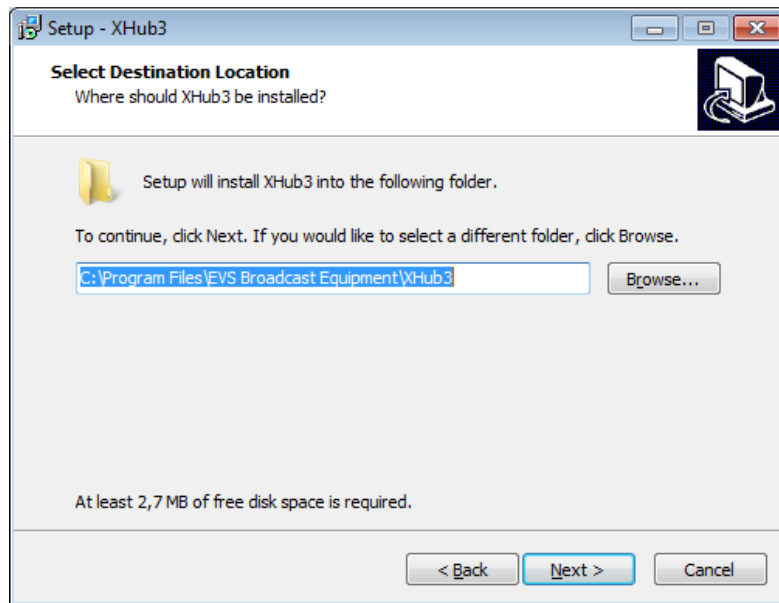 Setup - XHub3
Select Destination Location
Where should XHub3 be installed?
Setup will install XHub3 into the following folder.
To continue, click Next. If you would like to select a different folder, click Browse.
C:\Program Files\EVS Broadcast Equipment\XHub3
Browse...
At least 2,7 MB of free disk space is required.
< Back
Next >
Cancel